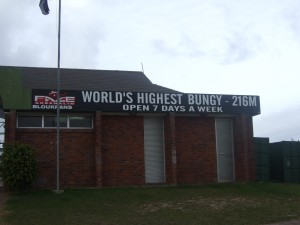 WORLD'S HIGHEST BUNGY - 216M
OPEN 7 DAYS A WEEK
BLOUKRANS